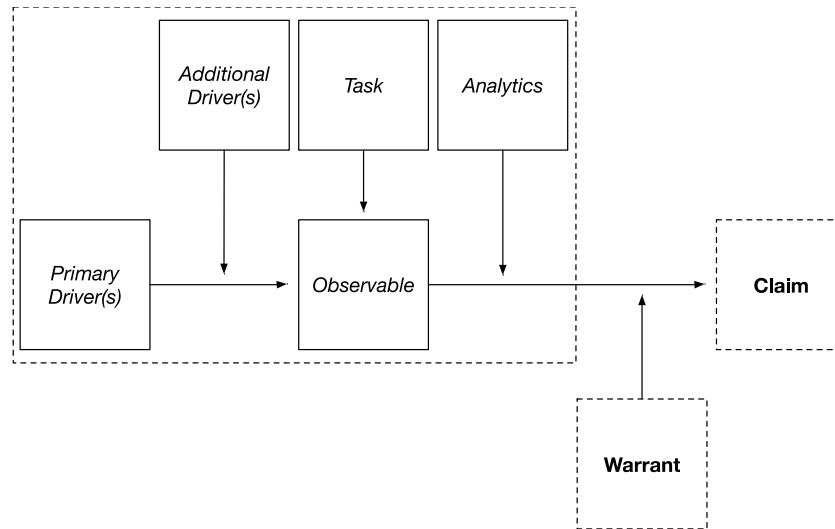 Additional
Driver(s)
Task
Analytics
Primary
Driver(s)
Observable
Claim
Warrant